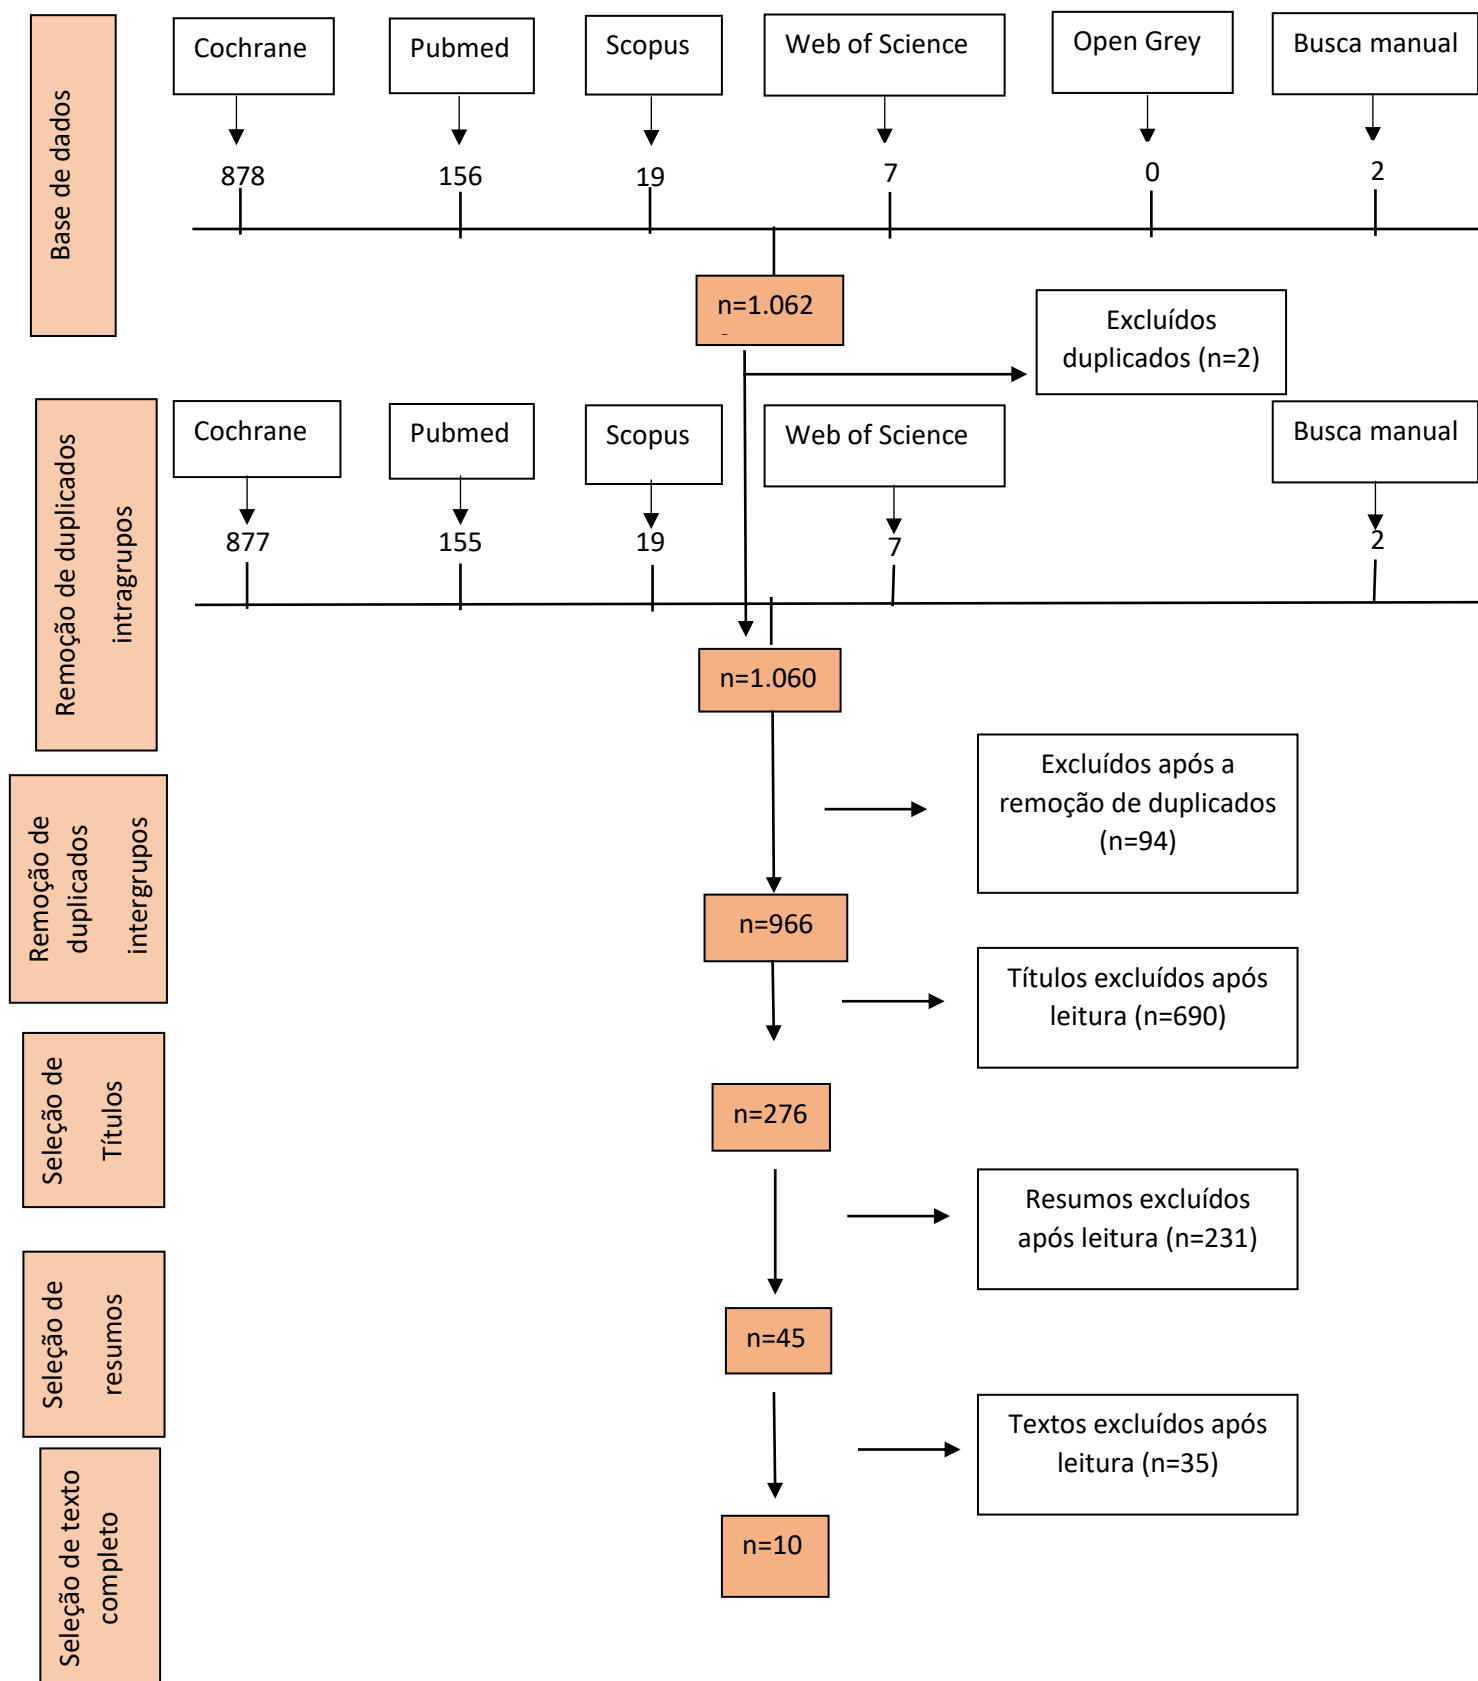 Base de dados
Cochrane
Pubmed
Scopus
Web of Science
Open Grey
Busca manual
878
156
19
7
0
2
n=1.062
Excluídos
duplicados (n=2)
Remoção de duplicados
intragrupos
Cochrane
Pubmed
Scopus
Web of Science
Busca manual
877
155
19
7
2
n=1.060
Remoção de
duplicados
intergrupos
Excluídos após a
remoção de duplicados
(n=94)
n=966
Títulos excluídos após
leitura (n=690)
Seleção de
Títulos
n=276
Resumos excluídos
após leitura (n=231)
Seleção de
resumos
n=45
Textos excluídos após
leitura (n=35)
Seleção de texto
completo
n=10